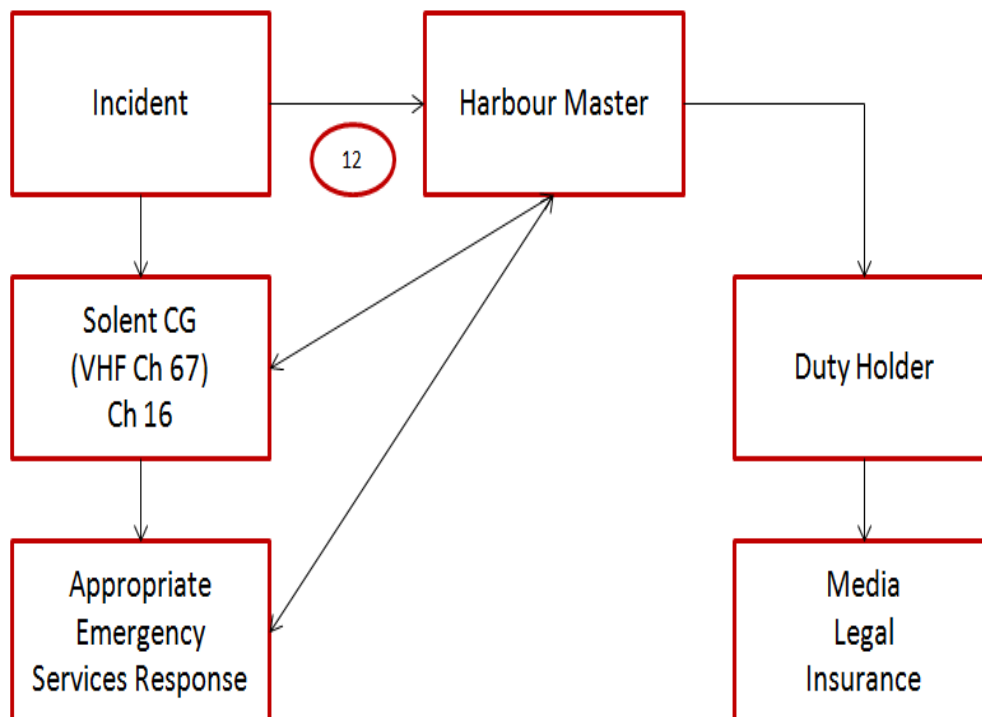 Incident
Harbour Master
12
Solent CG
(VHF Ch 67)
Ch 16
Duty Holder
Appropriate
Emergency
Services Response
Media
Legal
Insurance